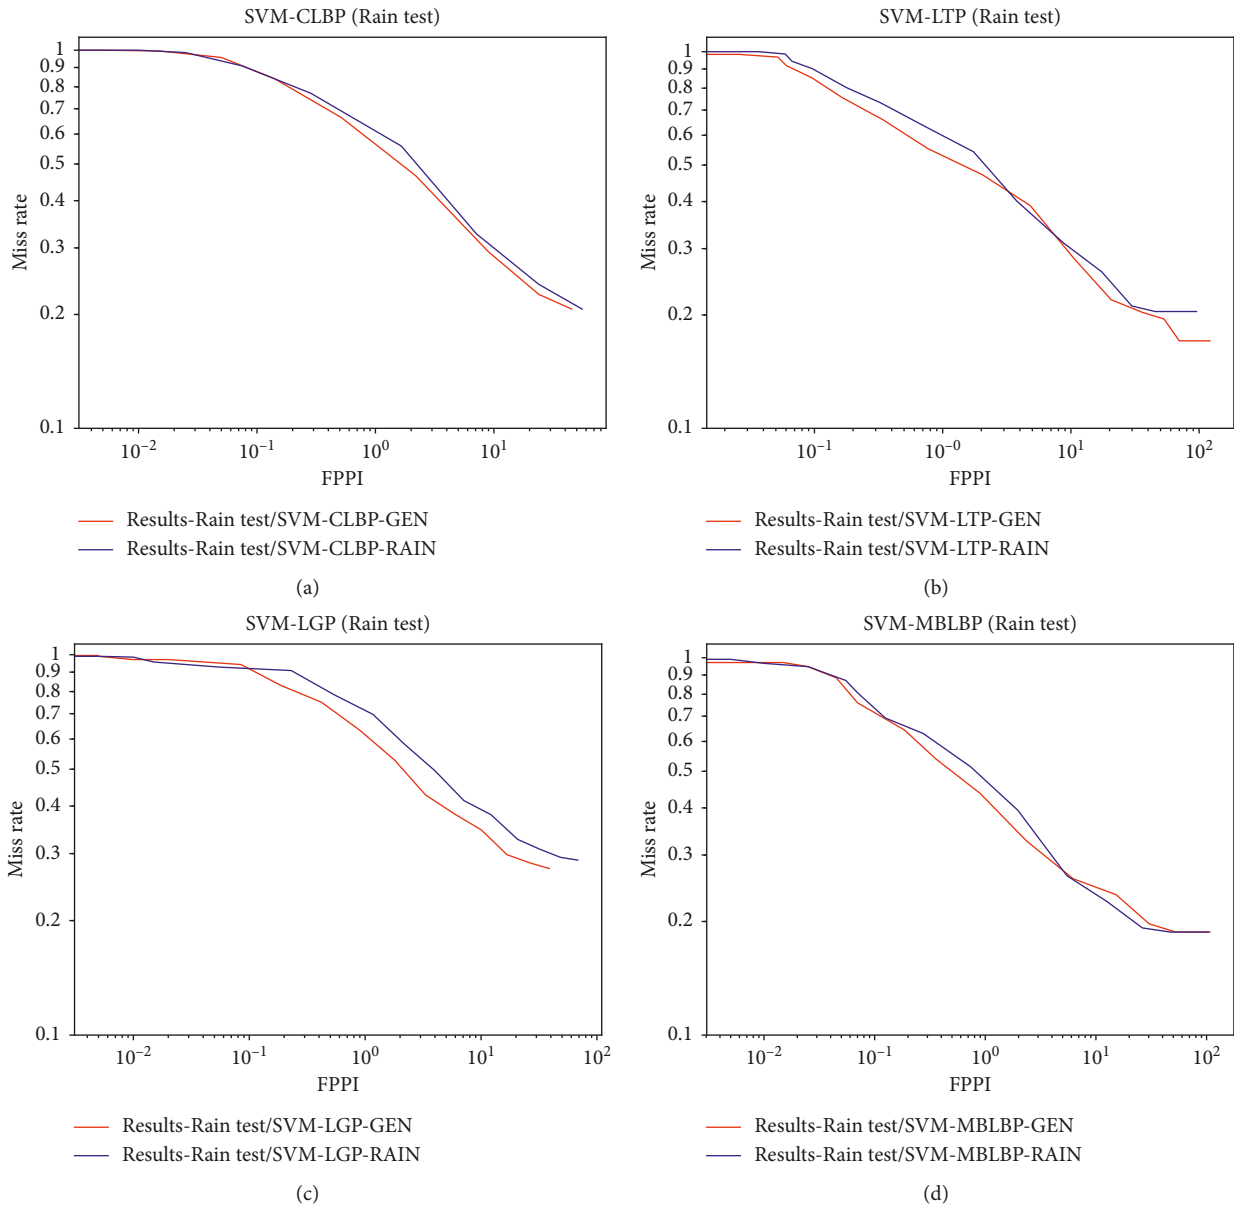 SVM-CLBP (Rain test)
1
0.9
0.8
0.7
0.6
0.5
0.4
0.3
0.2
0.1
Miss rate
10⁻²
10⁻¹
10⁰
10¹
FPPI
Results-Rain test/SVM-CLBP-GEN
Results-Rain test/SVM-CLBP-RAIN
(a)
SVM-LTP (Rain test)
1
0.9
0.8
0.7
0.6
0.5
0.4
0.3
0.2
0.1
Miss rate
10⁻¹
10⁻⁰
10¹
10²
FPPI
Results-Rain test/SVM-LTP-GEN
Results-Rain test/SVM-LTP-RAIN
(b)
SVM-LGP (Rain test)
1
0.9
0.8
0.7
0.6
0.5
0.4
0.3
0.2
0.1
Miss rate
10⁻²
10⁻¹
10⁰
10¹
10²
FPPI
Results-Rain test/SVM-LGP-GEN
Results-Rain test/SVM-LGP-RAIN
(c)
SVM-MBLBP (Rain test)
1
0.9
0.8
0.7
0.6
0.5
0.4
0.3
0.2
0.1
Miss rate
10⁻²
10⁻¹
10⁰
10¹
10²
FPPI
Results-Rain test/SVM-MBLBP-GEN
Results-Rain test/SVM-MBLBP-RAIN
(d)